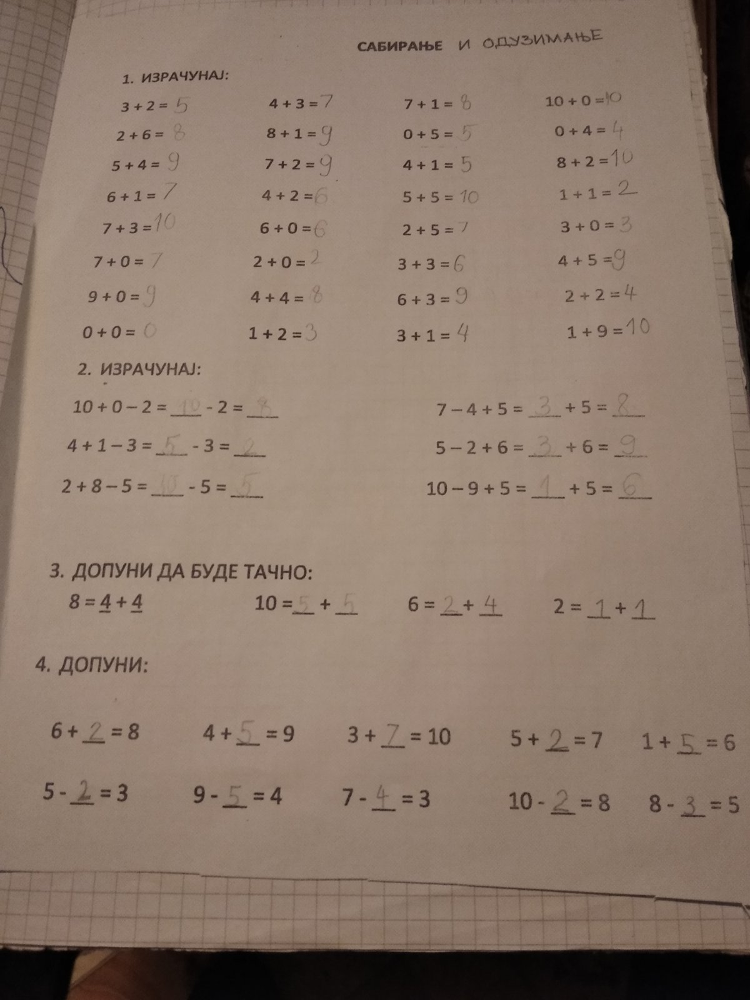 САБИРАЊЕ И ОДУЗИМАЊЕ
1. ИЗРАЧУНАЈ:
3 + 2 = 5 4 + 3 = 7 7 + 1 = 8 10 + 0 = 10
2 + 6 = 8 8 + 1 = 9 0 + 5 = 5 0 + 4 = 4
5 + 4 = 9 7 + 2 = 9 4 + 1 = 5 8 + 2 = 10
6 + 1 = 7 4 + 2 = 6 5 + 5 = 10 1 + 1 = 2
7 + 3 = 10 6 + 0 = 6 2 + 5 = 7 3 + 0 = 3
7 + 0 = 7 2 + 0 = 2 3 + 3 = 6 4 + 5 = 9
9 + 0 = 9 4 + 4 = 8 6 + 3 = 9 2 + 2 = 4
0 + 0 = 0 1 + 2 = 3 3 + 1 = 4 1 + 9 = 10
2. ИЗРАЧУНАЈ:
10 + 0 – 2 = 10 - 2 = 8 7 – 4 + 5 = 3 + 5 = 8
4 + 1 – 3 = 5 - 3 = 2 5 – 2 + 6 = 3 + 6 = 9
2 + 8 – 5 = 10 - 5 = 5 10 – 9 + 5 = 1 + 5 = 6
3. ДОПУНИ ДА БУДЕ ТАЧНО:
8 = 4 + 4 10 = 5 + 5 6 = 2 + 4 2 = 1 + 1
4. ДОПУНИ:
6 + 2 = 8 4 + 5 = 9 3 + 7 = 10 5 + 2 = 7 1 + 5 = 6
5 - 2 = 3 9 - 5 = 4 7 - 4 = 3 10 - 2 = 8 8 - 3 = 5